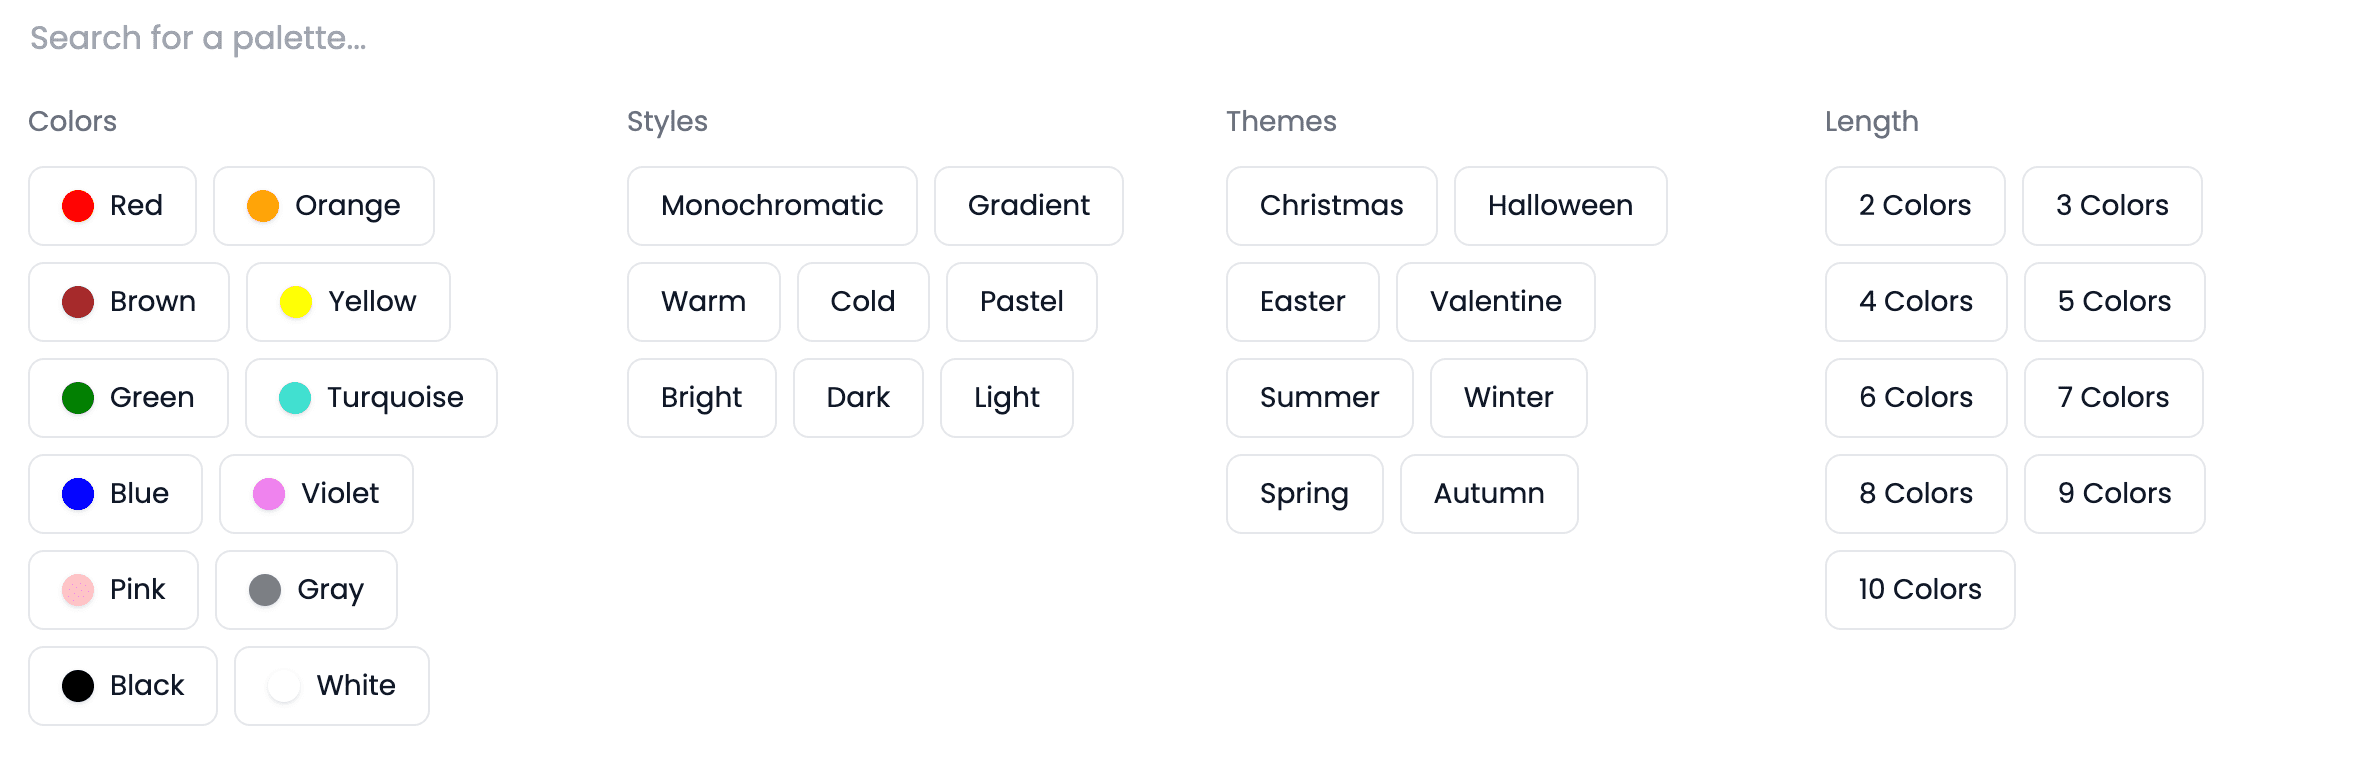 Search for a palette...
Colors
Red Orange
Brown Yellow
Green Turquoise
Blue Violet
Pink Gray
Black White
Styles
Monochromatic Gradient
Warm Cold Pastel
Bright Dark Light
Themes
Christmas Halloween
Easter Valentine
Summer Winter
Spring Autumn
Length
2 Colors 3 Colors
4 Colors 5 Colors
6 Colors 7 Colors
8 Colors 9 Colors
10 Colors